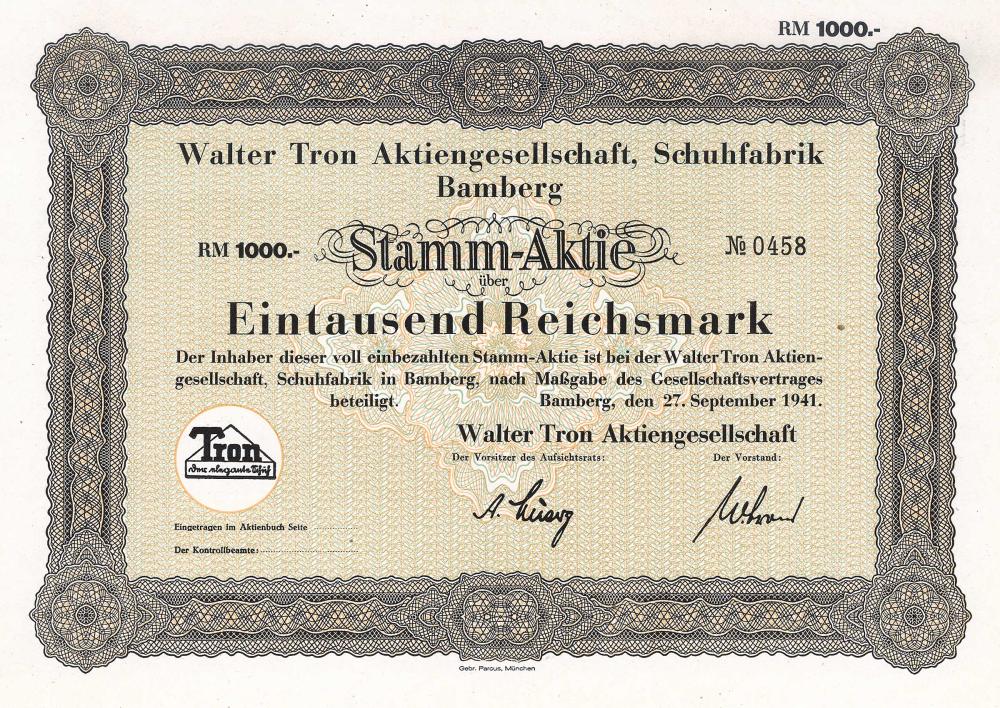 RM 1000.-
Walter Tron Aktiengesellschaft, Schuhfabrik
Bamberg
RM 1000.-
Stamm-Aktie
№ 0458
über
Eintausend Reichsmark
Der Inhaber dieser voll einbezahlten Stamm-Aktie ist bei der Walter Tron Aktien-
gesellschaft, Schuhfabrik in Bamberg, nach Maßgabe des Gesellschaftsvertrages
beteiligt. Bamberg, den 27. September 1941.
Walter Tron Aktiengesellschaft
Der Vorsitzer des Aufsichtsrats: Der Vorstand:
Tron
der elegante Schuh
A.
Eingetragen im Aktienbuch Seite
Der Kontrollbeamte:
Gebr. Parcus, München